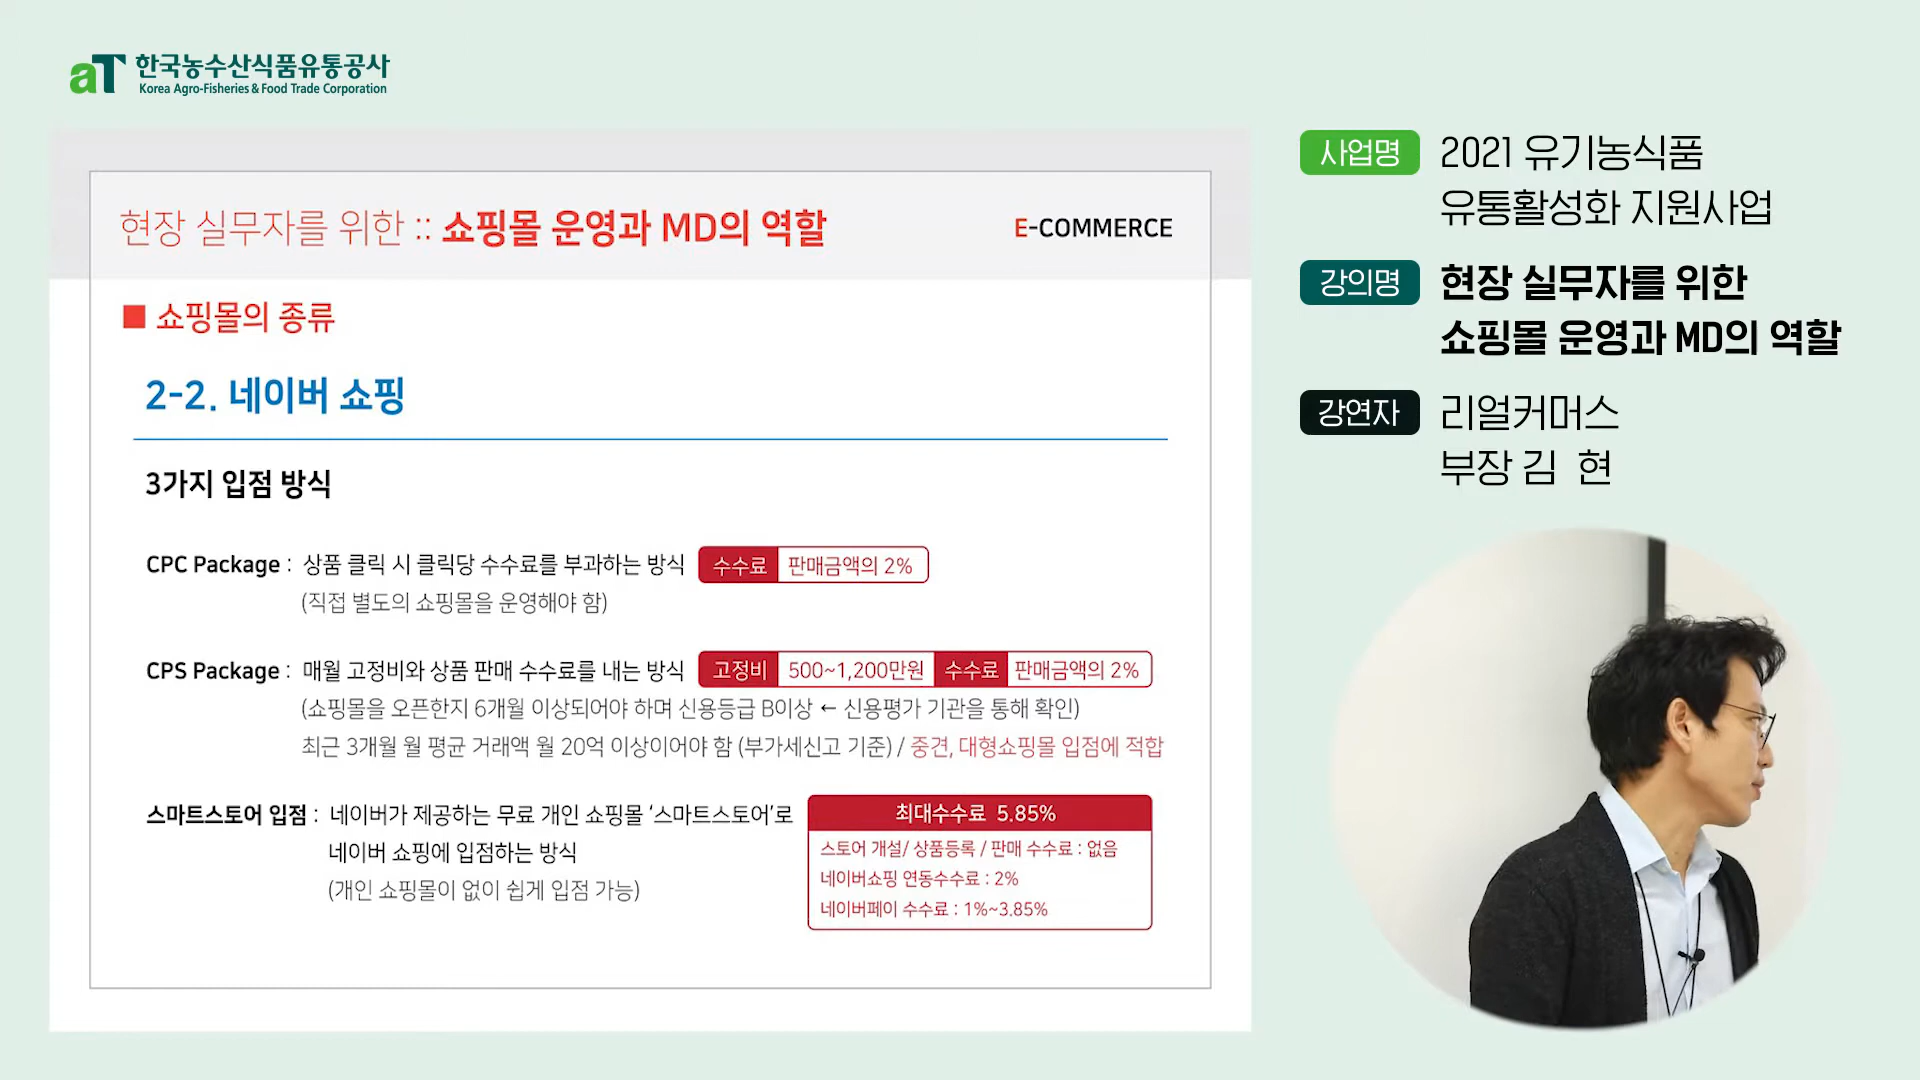 aT 한국농수산식품유통공사
Korea Agro-Fisheries & Food Trade Corporation
현장 실무자를 위한 :: 쇼핑몰 운영과 MD의 역할
E-COMMERCE
■ 쇼핑몰의 종류
2-2. 네이버 쇼핑
3가지 입점 방식
CPC Package : 상품 클릭 시 클릭당 수수료를 부과하는 방식 수수료 판매금액의 2%
(직접 별도의 쇼핑몰을 운영해야 함)
CPS Package : 매월 고정비와 상품 판매 수수료를 내는 방식 고정비 500~1,200만원 수수료 판매금액의 2%
(쇼핑몰을 오픈한지 6개월 이상되어야 하며 신용등급 B이상 ← 신용평가 기관을 통해 확인)
최근 3개월 월 평균 거래액 월 20억 이상이어야 함 (부가세신고 기준) / 중견, 대형쇼핑몰 입점에 적합
스마트스토어 입점 : 네이버가 제공하는 무료 개인 쇼핑몰 ‘스마트스토어’로
네이버 쇼핑에 입점하는 방식
(개인 쇼핑몰이 없이 쉽게 입점 가능)
최대수수료 5.85%
스토어 개설/ 상품등록 / 판매 수수료 : 없음
네이버쇼핑 연동수수료 : 2%
네이버페이 수수료 : 1%~3.85%
사업명 2021 유기농식품
유통활성화 지원사업
강의명 현장 실무자를 위한
쇼핑몰 운영과 MD의 역할
강연자 리얼커머스
부장 김 현